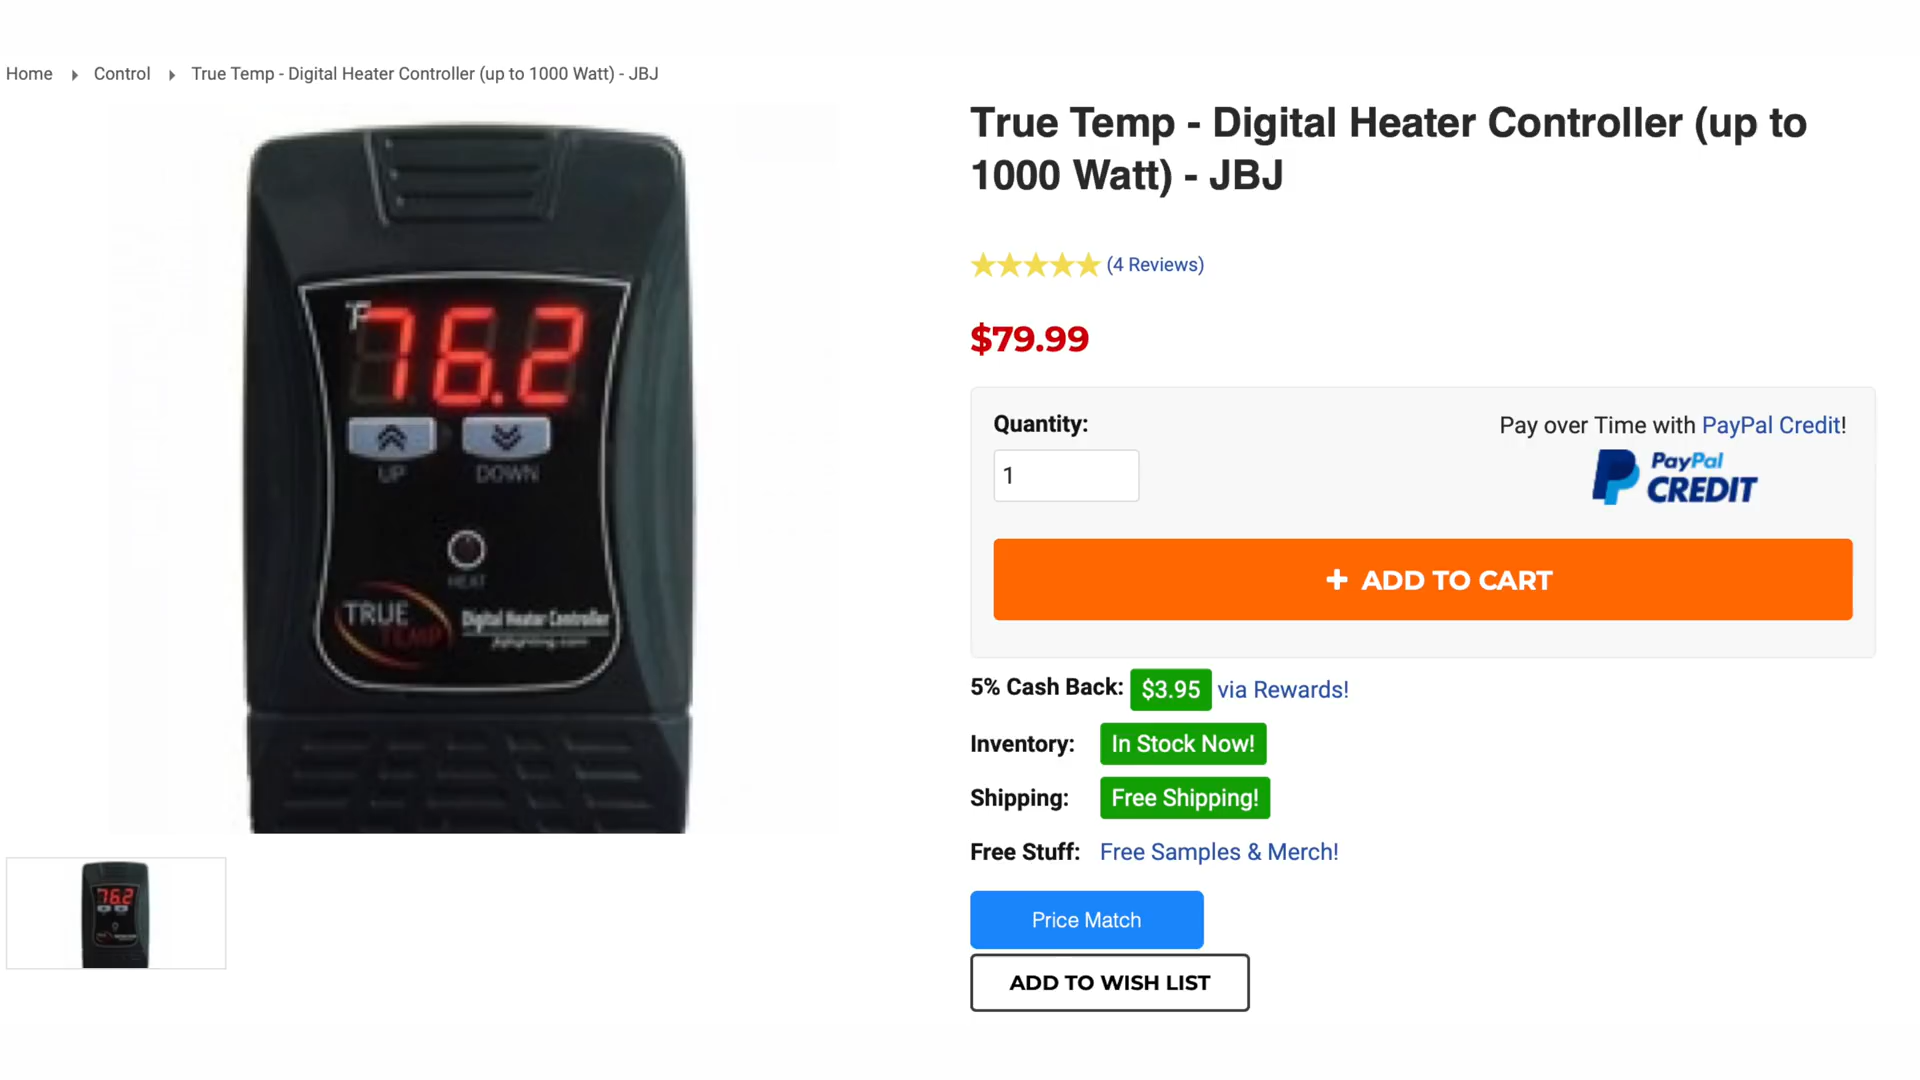 Home
Control
True Temp - Digital Heater Controller (up to 1000 Watt) - JBJ
76.2
UP
DOWN
HEAT
TRUE
TEMP
Digital Heater Controller
True Temp - Digital Heater Controller (up to
1000 Watt) - JBJ
(4 Reviews)
$79.99
Quantity:
1
Pay over Time with PayPal Credit!
PayPal
CREDIT
+ ADD TO CART
5% Cash Back: $3.95 via Rewards!
Inventory: In Stock Now!
Shipping: Free Shipping!
Free Stuff: Free Samples & Merch!
Price Match
ADD TO WISH LIST
76.2